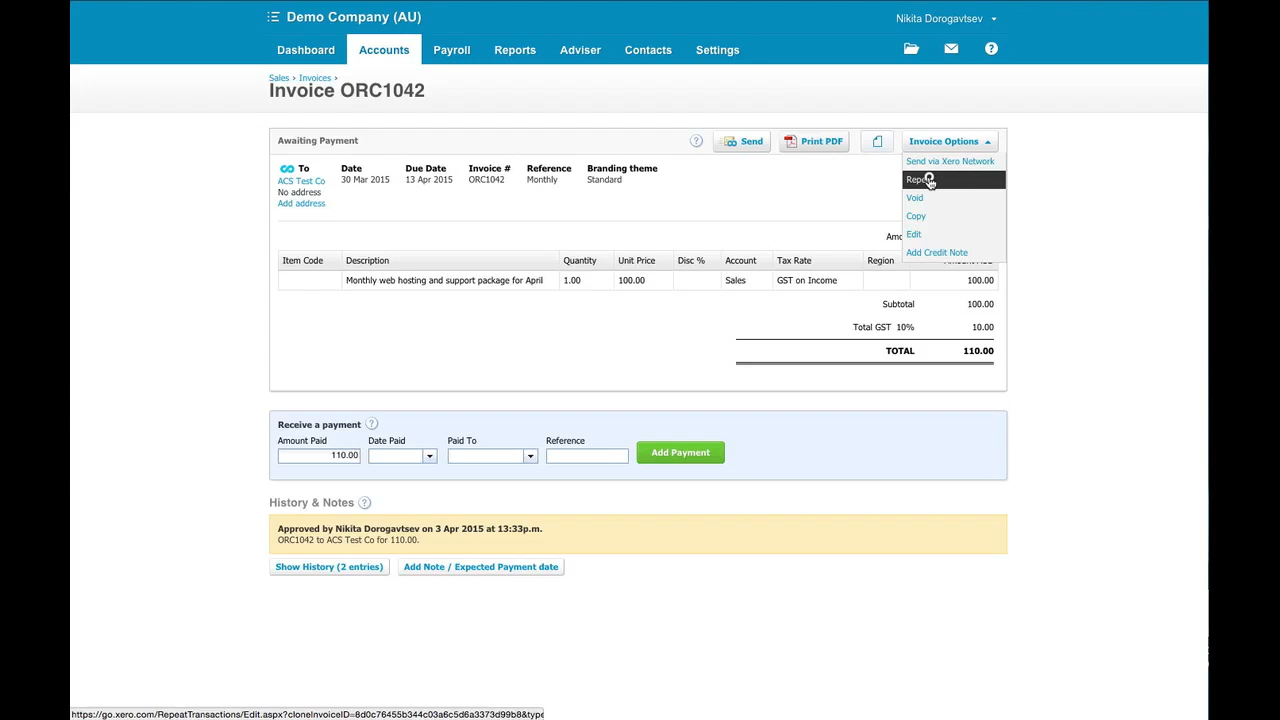 Demo Company (AU)
Nikita Dorogavtsev
Dashboard Accounts Payroll Reports Adviser Contacts Settings ?
Sales › Invoices ›
Invoice ORC1042
Awaiting Payment ? Send Print PDF Invoice Options
To Date Due Date Invoice # Reference Branding theme
ACS Test Co 30 Mar 2015 13 Apr 2015 ORC1042 Monthly Standard
No address
Add address
Send via Xero Network
Void
Copy
Edit
Add Credit Note
Item Code Description Quantity Unit Price Disc % Account Tax Rate Region
Monthly web hosting and support package for April 1.00 100.00 Sales GST on Income 100.00
Subtotal 100.00
Total GST 10% 10.00
TOTAL 110.00
Receive a payment ?
Amount Paid Date Paid Paid To Reference
110.00 Add Payment
History & Notes ?
Approved by Nikita Dorogavtsev on 3 Apr 2015 at 13:33p.m.
ORC1042 to ACS Test Co for 110.00.
Show History (2 entries) Add Note / Expected Payment date
https://go.xero.com/RepeatTransactions/Edit.aspx?cloneInvoiceID=8d0c76455b344c03a6c5d6a3373d99b8&type